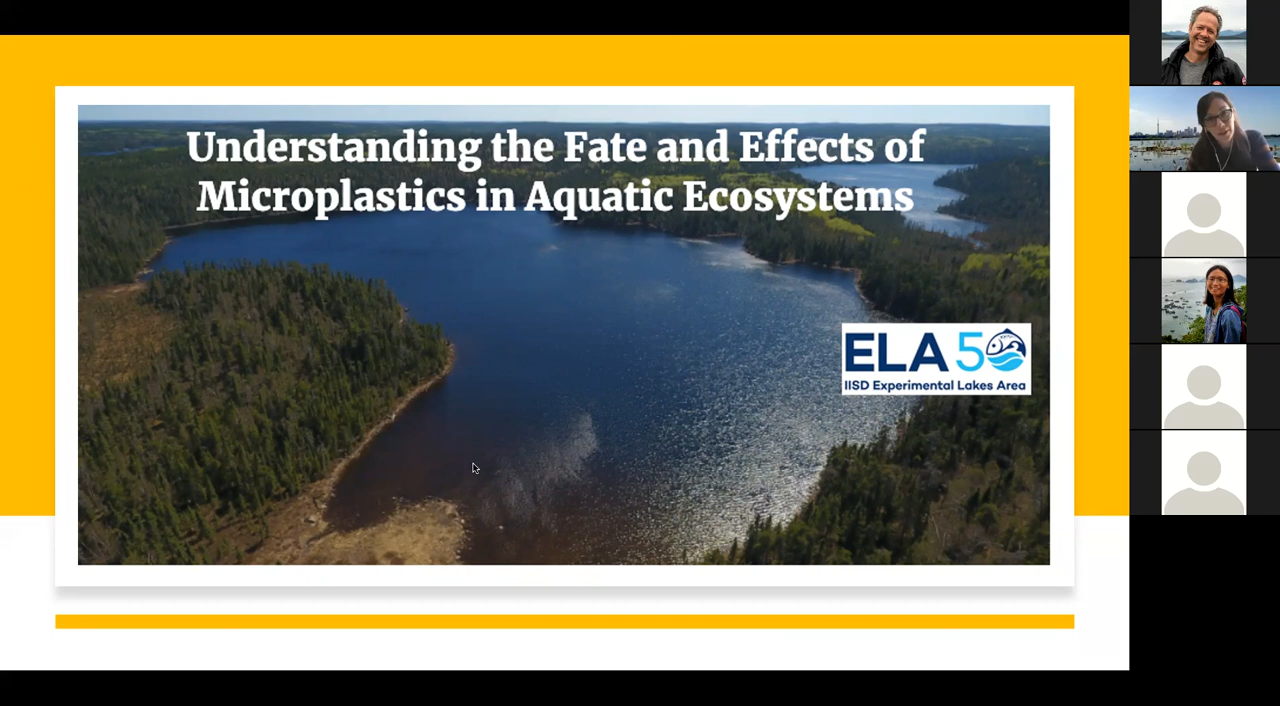 Understanding the Fate and Effects of
Microplastics in Aquatic Ecosystems
ELA 50
IISD Experimental Lakes Area